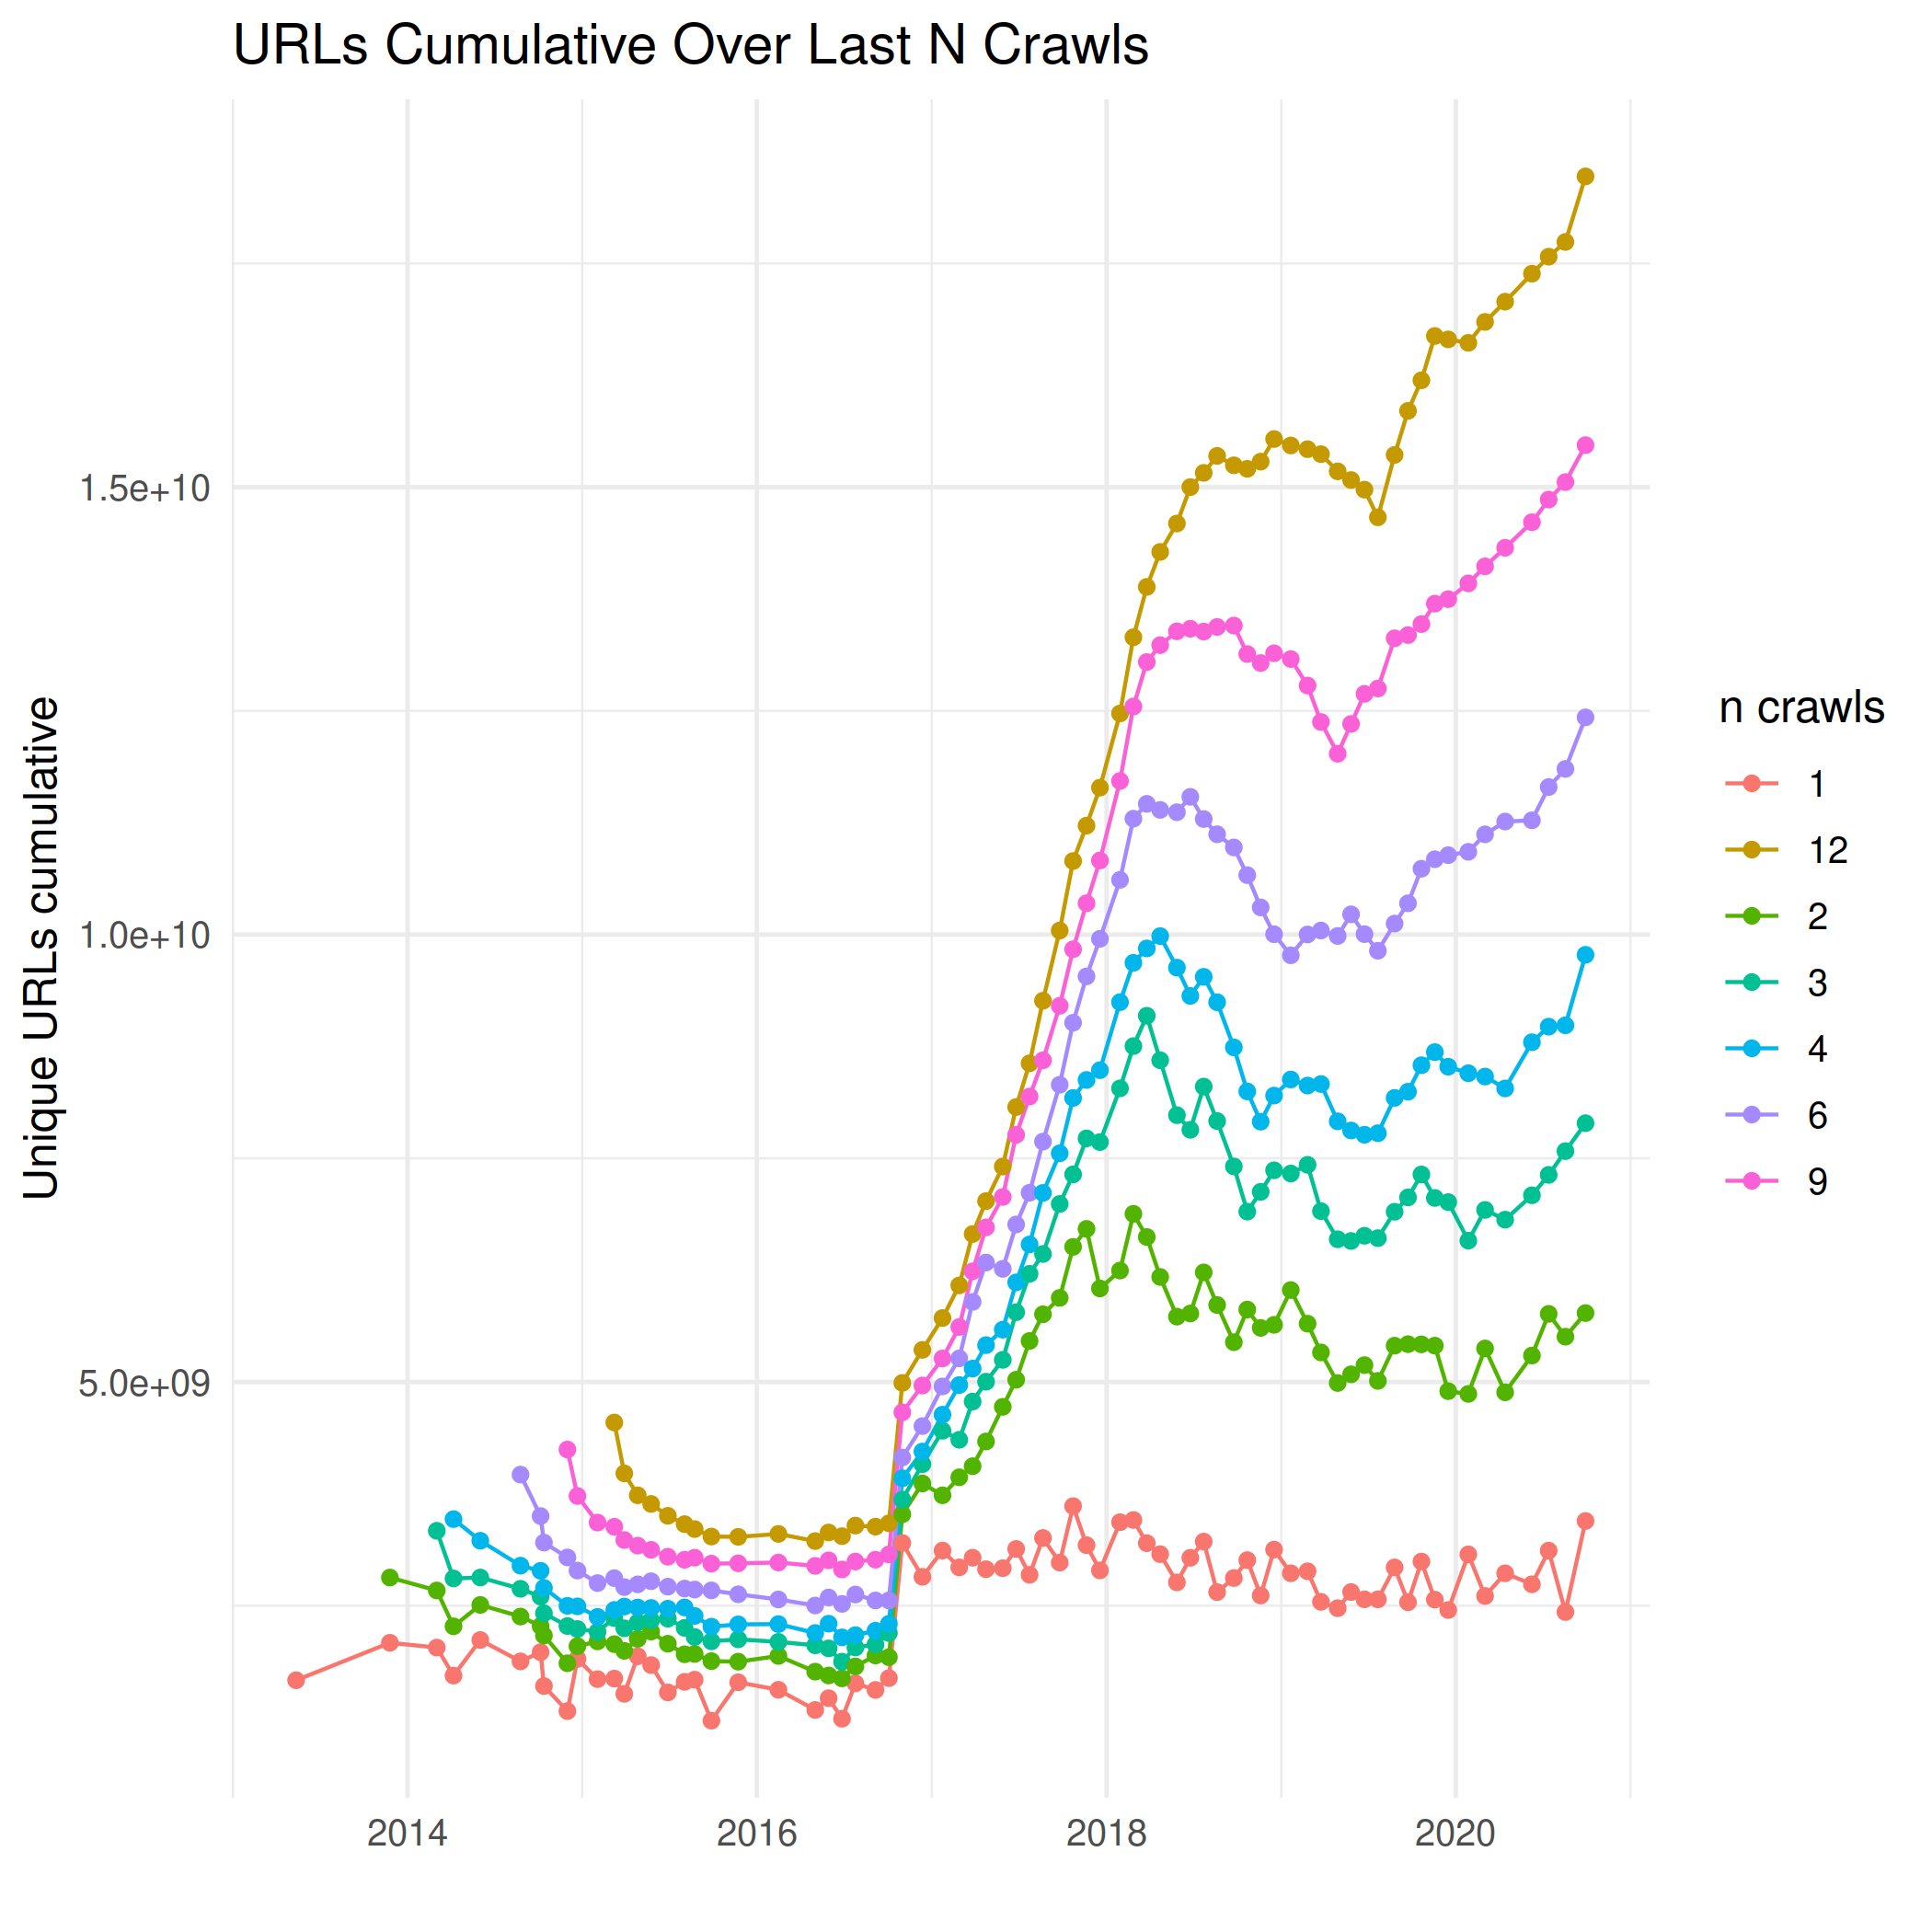 URLs Cumulative Over Last N Crawls
Unique URLs cumulative
1.5e+10
1.0e+10
5.0e+09
2014
2016
2018
2020
n crawls
1
12
2
3
4
6
9